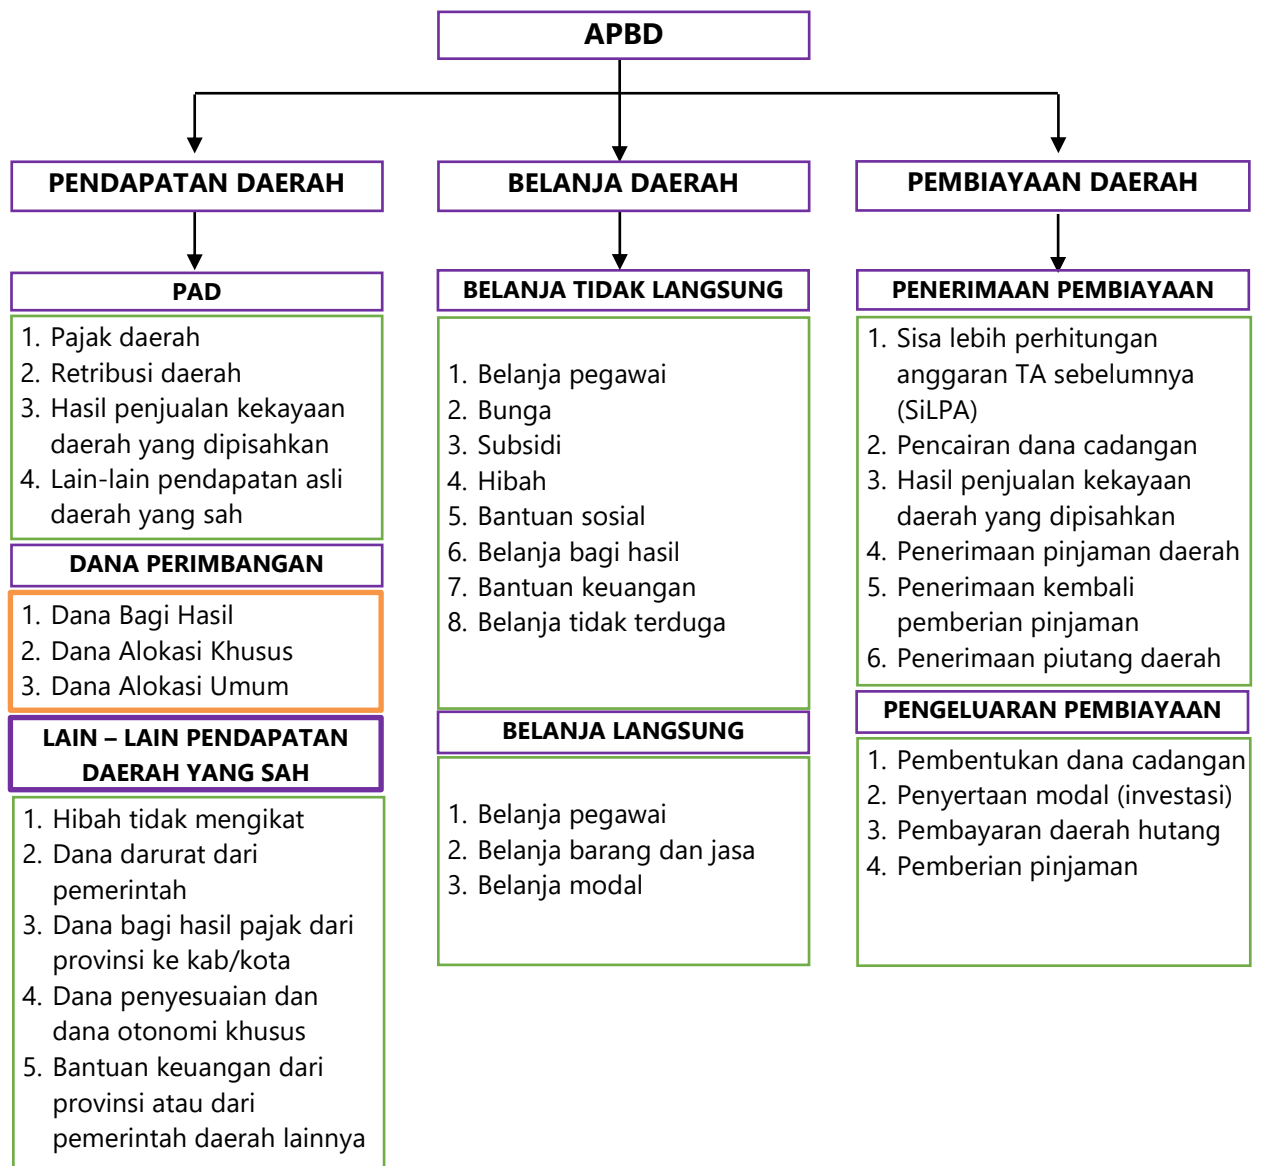 APBD
PENDAPATAN DAERAH
PAD
1. Pajak daerah
2. Retribusi daerah
3. Hasil penjualan kekayaan
daerah yang dipisahkan
4. Lain-lain pendapatan asli
daerah yang sah
DANA PERIMBANGAN
1. Dana Bagi Hasil
2. Dana Alokasi Khusus
3. Dana Alokasi Umum
LAIN – LAIN PENDAPATAN
DAERAH YANG SAH
1. Hibah tidak mengikat
2. Dana darurat dari
pemerintah
3. Dana bagi hasil pajak dari
provinsi ke kab/kota
4. Dana penyesuaian dan
dana otonomi khusus
5. Bantuan keuangan dari
provinsi atau dari
pemerintah daerah lainnya
BELANJA DAERAH
BELANJA TIDAK LANGSUNG
1. Belanja pegawai
2. Bunga
3. Subsidi
4. Hibah
5. Bantuan sosial
6. Belanja bagi hasil
7. Bantuan keuangan
8. Belanja tidak terduga
BELANJA LANGSUNG
1. Belanja pegawai
2. Belanja barang dan jasa
3. Belanja modal
PEMBIAYAAN DAERAH
PENERIMAAN PEMBIAYAAN
1. Sisa lebih perhitungan
anggaran TA sebelumnya
(SiLPA)
2. Pencairan dana cadangan
3. Hasil penjualan kekayaan
daerah yang dipisahkan
4. Penerimaan pinjaman daerah
5. Penerimaan kembali
pemberian pinjaman
6. Penerimaan piutang daerah
PENGELUARAN PEMBIAYAAN
1. Pembentukan dana cadangan
2. Penyertaan modal (investasi)
3. Pembayaran daerah hutang
4. Pemberian pinjaman